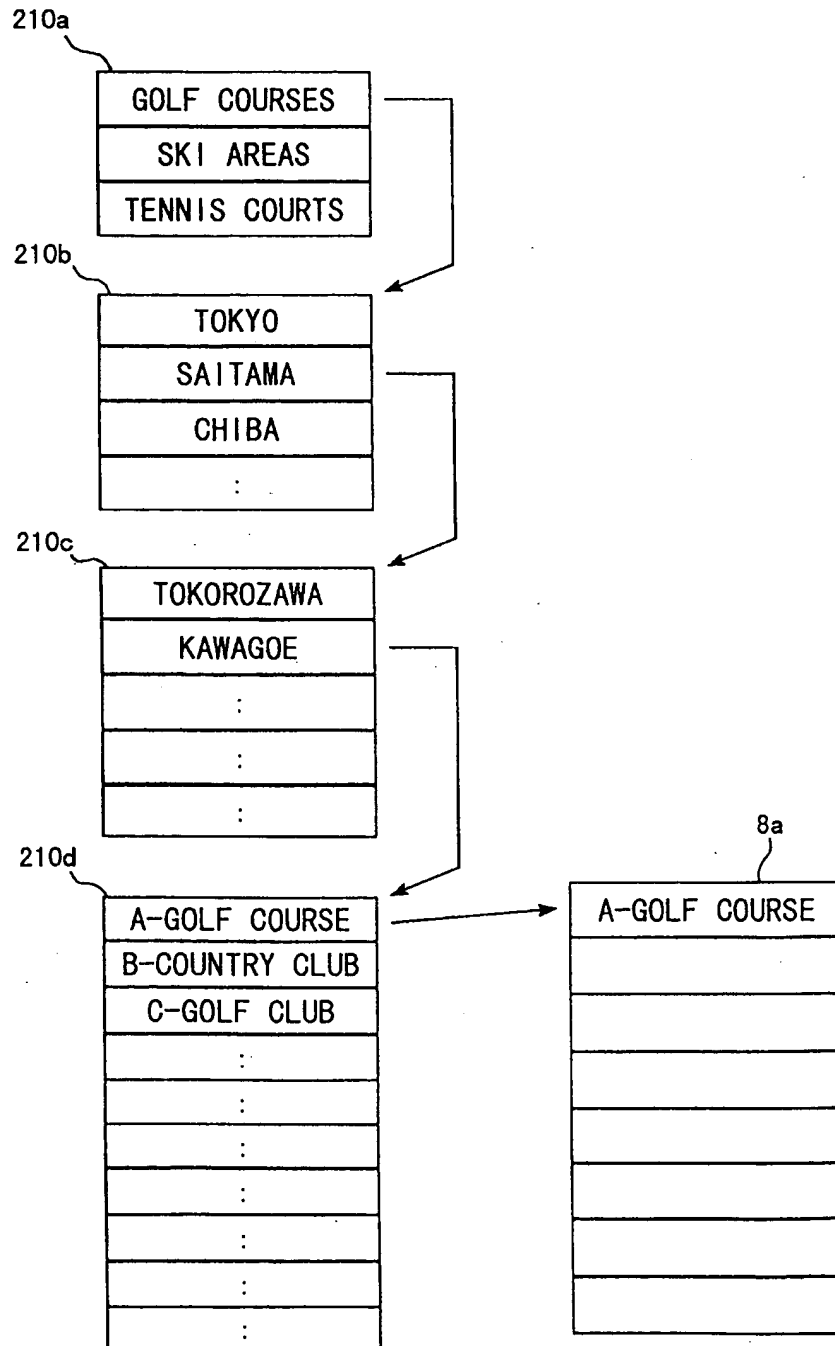 210a
GOLF COURSES
SKI AREAS
TENNIS COURTS
210b
TOKYO
SAITAMA
CHIBA
:
210c
TOKOROZAWA
KAWAGOE
:
:
:
210d
A-GOLF COURSE
B-COUNTRY CLUB
C-GOLF CLUB
:
:
:
:
:
:
:
8a
A-GOLF COURSE